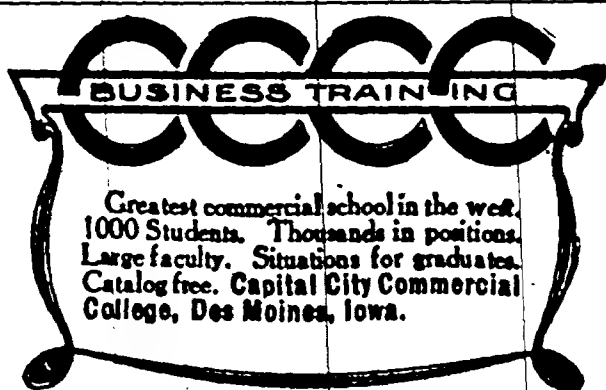 CCCC
BUSINESS TRAINING
Greatest commercial school in the west.
1000 Students. Thousands in positions.
Large faculty. Situations for graduates.
Catalog free. Capital City Commercial
College, Des Moines, Iowa.